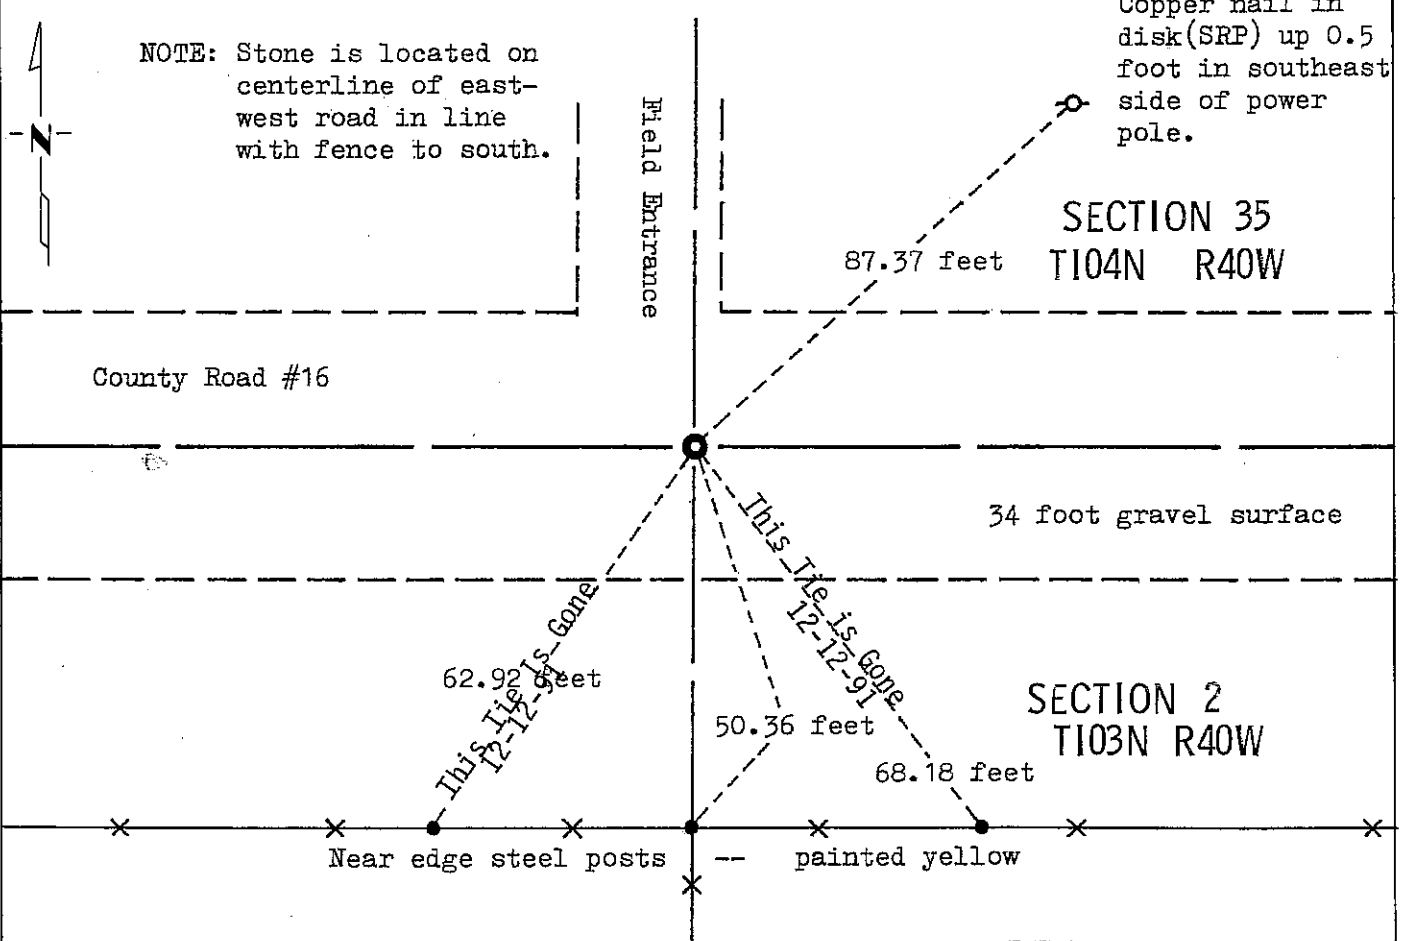 Copper nail in
disk(SRP) up 0.5
foot in southeast
side of power
pole.
NOTE: Stone is located on
centerline of east-
west road in line
with fence to south.
N
Field Entrance
SECTION 35
T104N R40W
87.37 feet
County Road #16
34 foot gravel surface
This Tie is Gone
12-12-91
This Tie Is Gone
12-12-91
62.92 feet
50.36 feet
68.18 feet
SECTION 2
T103N R40W
Near edge steel posts -- painted yellow